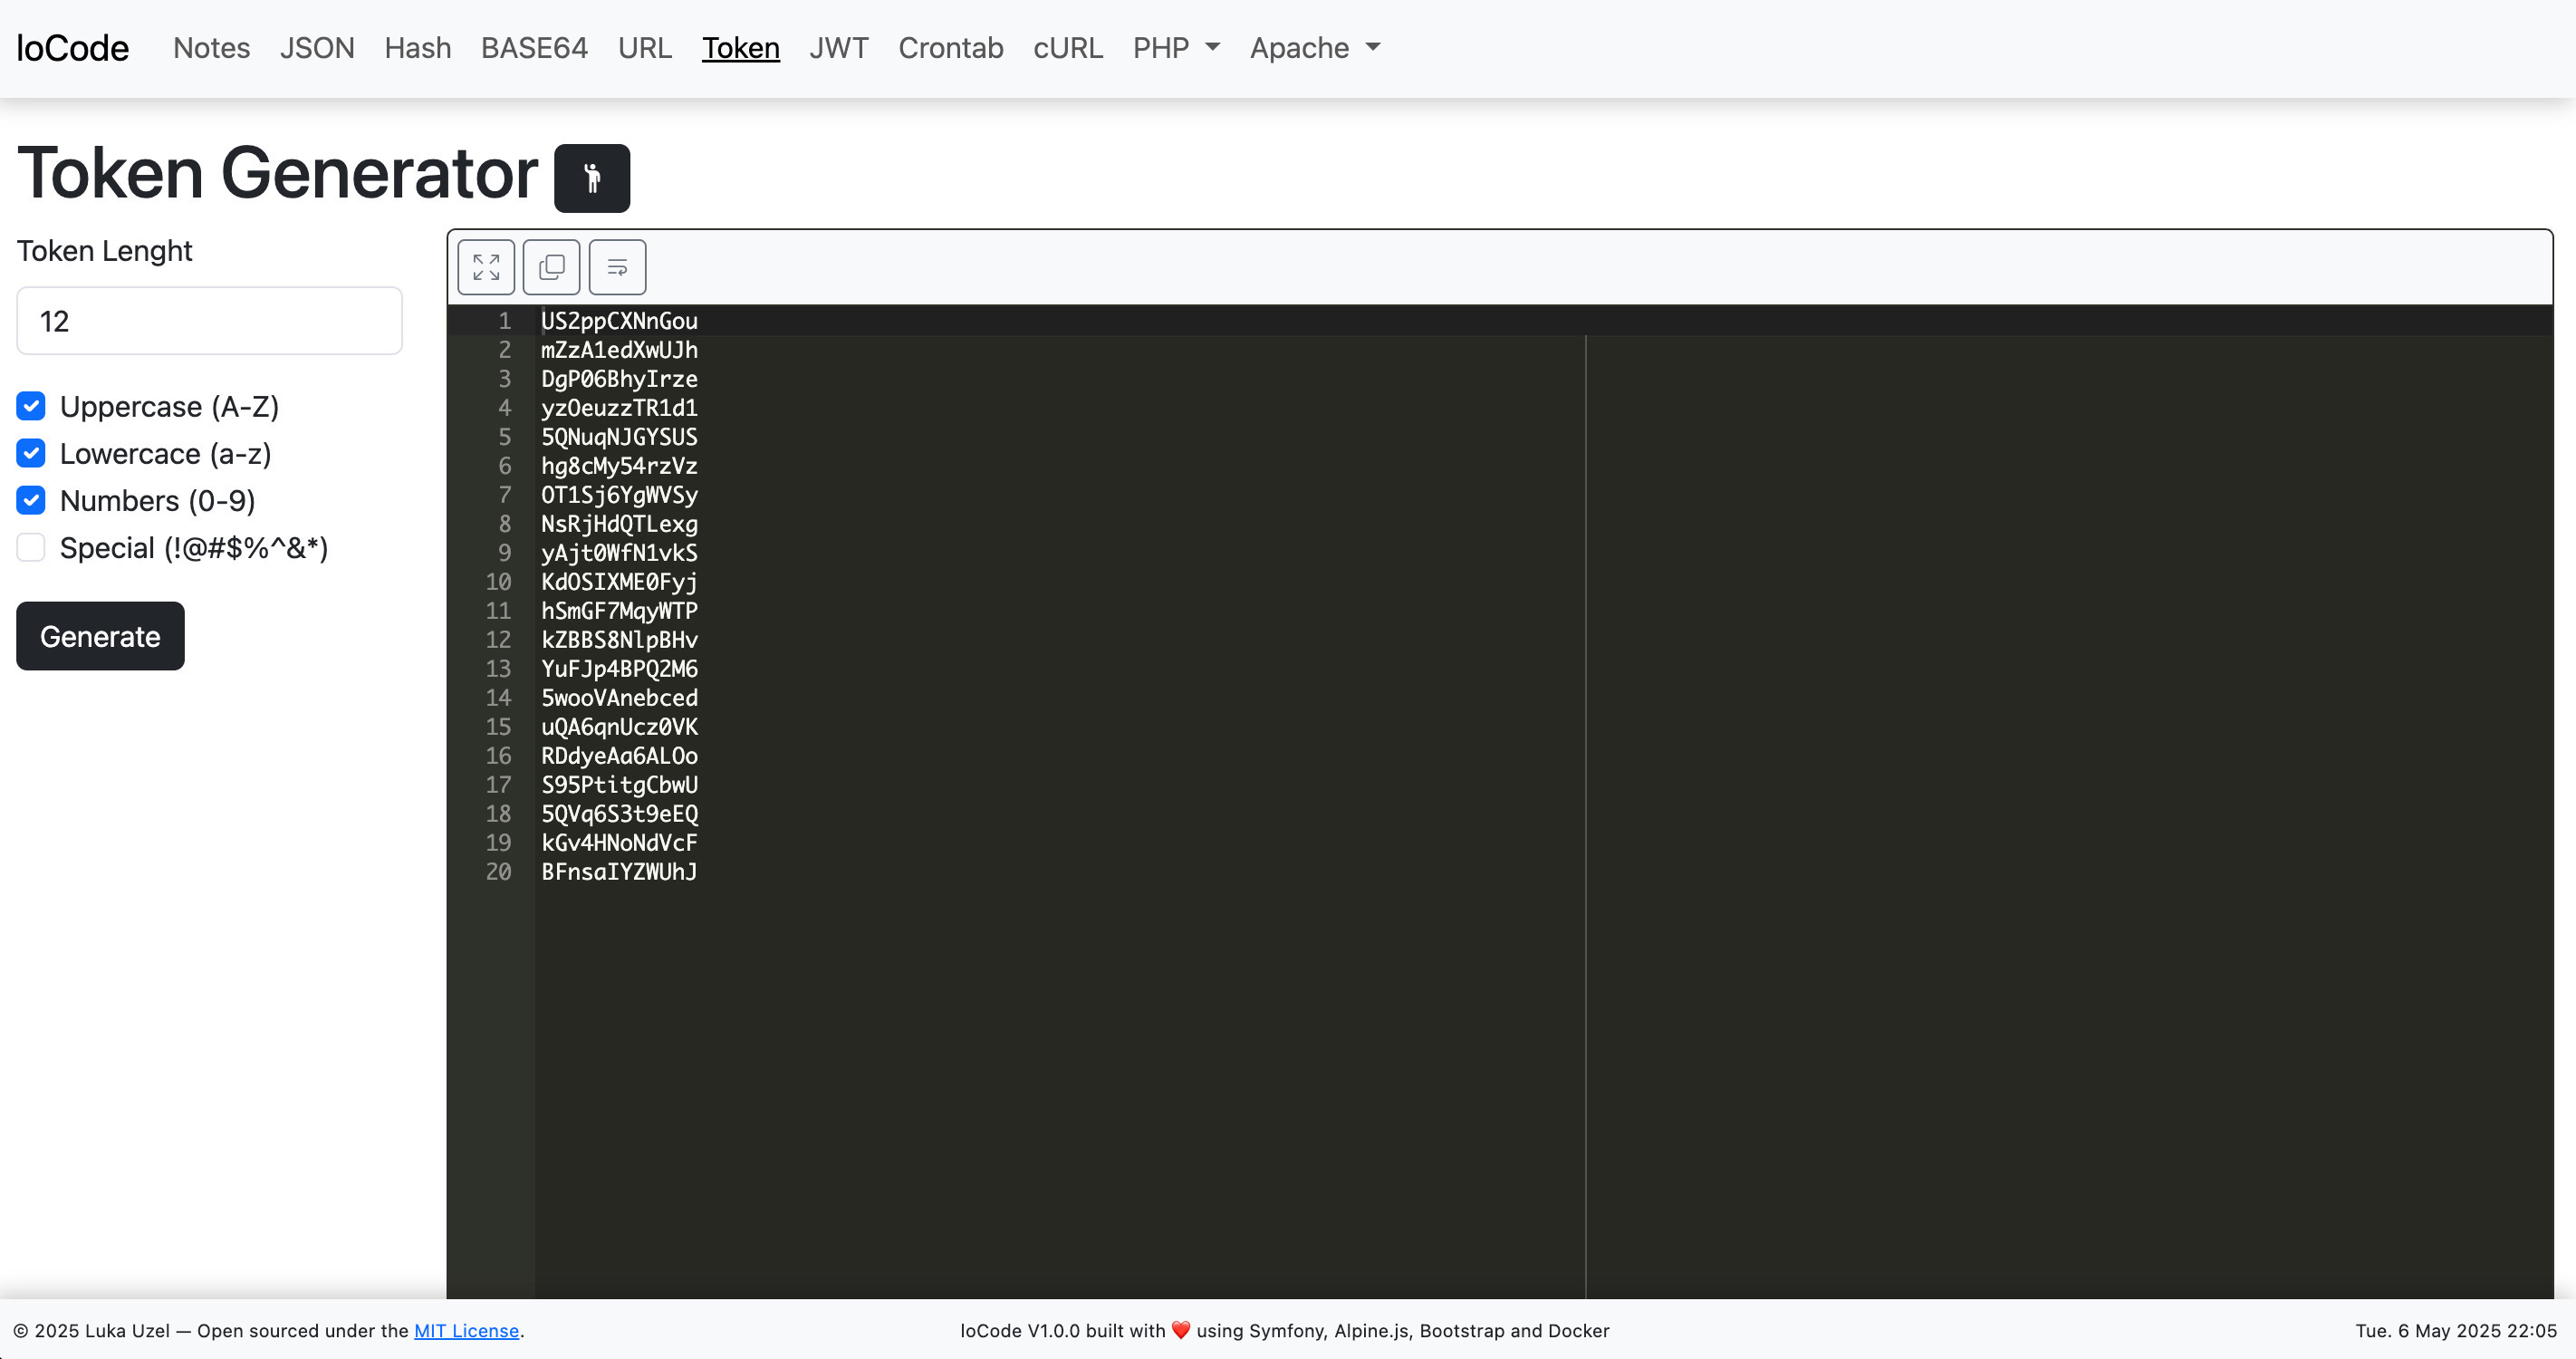 loCode Notes JSON Hash BASE64 URL Token JWT Crontab cURL PHP Apache
Token Generator
Token Lenght
12
Uppercase (A-Z)
Lowercace (a-z)
Numbers (0-9)
Special (!@#$%^&*)
Generate
1 US2ppCXNnGou
2 mZzA1edXwUJh
3 DgP06BhyIrze
4 yzOeuzzTR1d1
5 5QNuqNJGYSUS
6 hg8cMy54rzVz
7 OT1Sj6YgWVSy
8 NsRjHdQTLexg
9 yAjt0WfN1vkS
10 KdOSIXME0Fyj
11 hSmGF7MqyWTP
12 kZBBS8NlpBHv
13 YuFJp4BPQ2M6
14 5wooVAnebced
15 uQA6qnUcz0VK
16 RDdyeAa6ALOo
17 S95PtitgCbwU
18 5QVq6S3t9eEQ
19 kGv4HNoNdVcF
20 BFnsaIYZWUhJ
© 2025 Luka Uzel — Open sourced under the MIT License.
loCode V1.0.0 built with ❤️ using Symfony, Alpine.js, Bootstrap and Docker
Tue. 6 May 2025 22:05